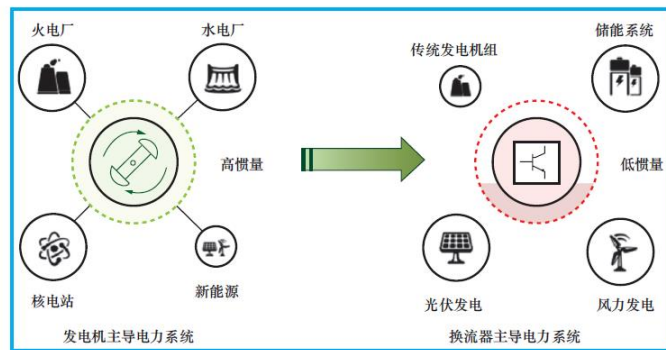 火电厂
水电厂
高惯量
核电站
新能源
发电机主导电力系统
传统发电机组
储能系统
低惯量
光伏发电
风力发电
换流器主导电力系统